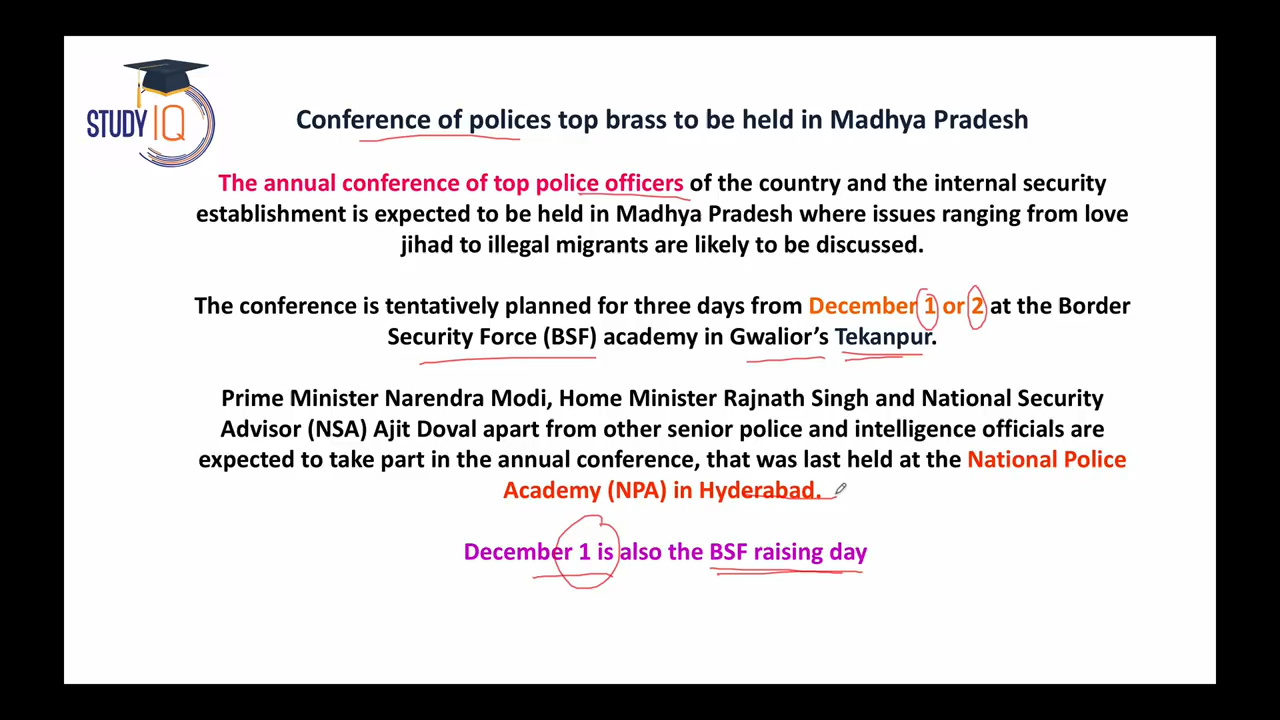 STUDY IQ
Conference of polices top brass to be held in Madhya Pradesh
The annual conference of top police officers of the country and the internal security
establishment is expected to be held in Madhya Pradesh where issues ranging from love
jihad to illegal migrants are likely to be discussed.
The conference is tentatively planned for three days from December 1 or 2 at the Border
Security Force (BSF) academy in Gwalior’s Tekanpur.
Prime Minister Narendra Modi, Home Minister Rajnath Singh and National Security
Advisor (NSA) Ajit Doval apart from other senior police and intelligence officials are
expected to take part in the annual conference, that was last held at the National Police
Academy (NPA) in Hyderabad.
December 1 is also the BSF raising day